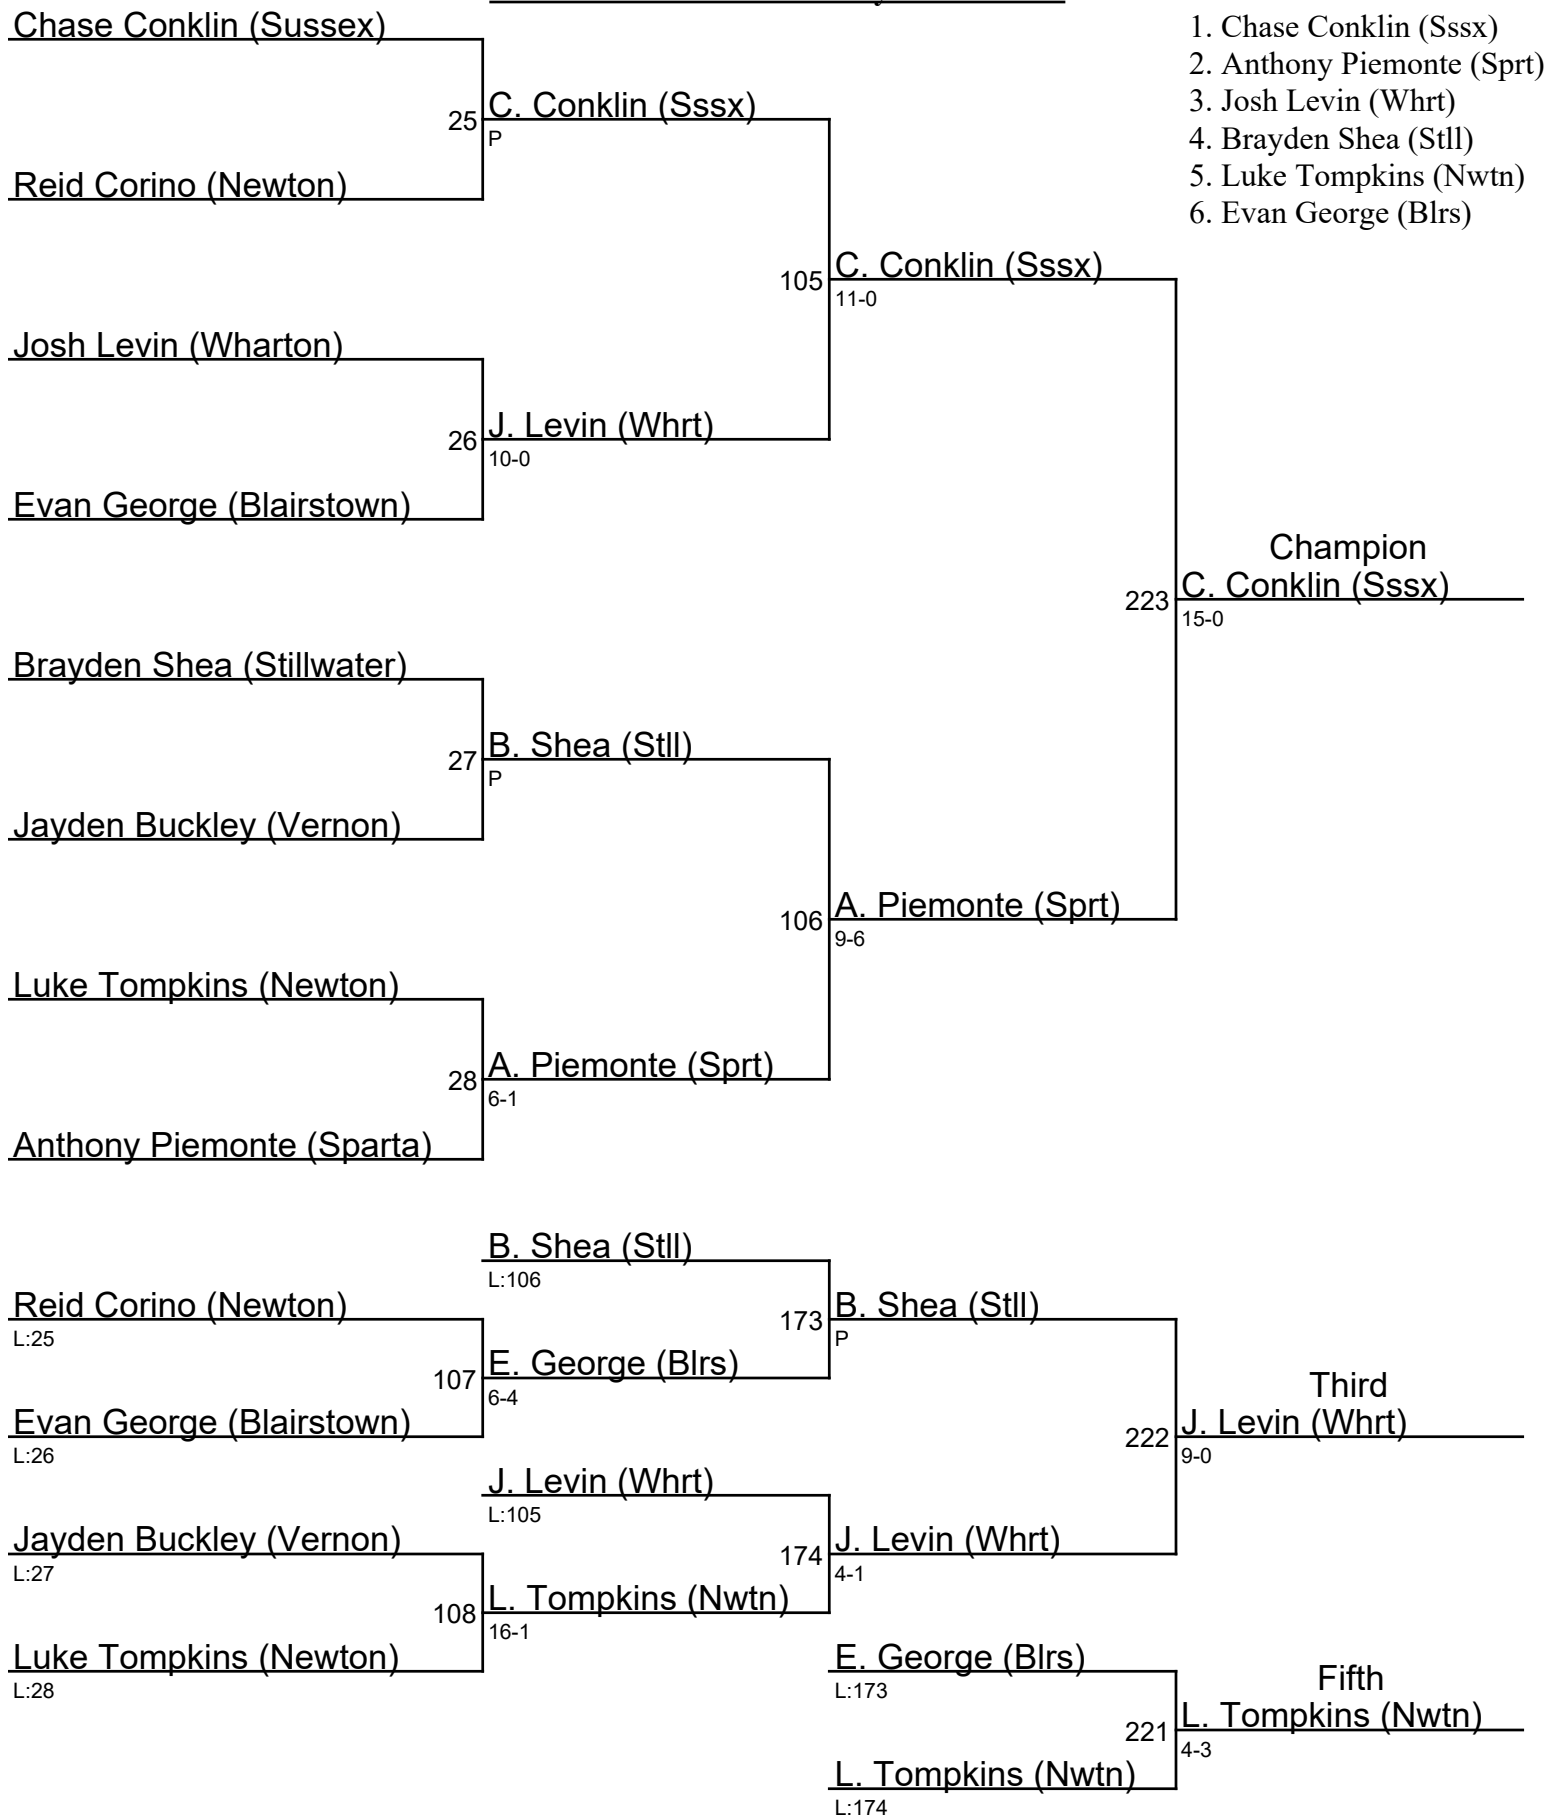 Chase Conklin (Sussex)
25
C. Conklin (Sssx)
P
Reid Corino (Newton)
105
C. Conklin (Sssx)
11-0
Josh Levin (Wharton)
26
J. Levin (Whrt)
10-0
Evan George (Blairstown)
223
Champion
C. Conklin (Sssx)
15-0
Brayden Shea (Stillwater)
27
B. Shea (Stll)
P
Jayden Buckley (Vernon)
106
A. Piemonte (Sprt)
9-6
Luke Tompkins (Newton)
28
A. Piemonte (Sprt)
6-1
Anthony Piemonte (Sparta)
1. Chase Conklin (Sssx)
2. Anthony Piemonte (Sprt)
3. Josh Levin (Whrt)
4. Brayden Shea (Stll)
5. Luke Tompkins (Nwtn)
6. Evan George (Blrs)
B. Shea (Stll)
L:106
Reid Corino (Newton)
L:25
173
B. Shea (Stll)
P
107
E. George (Blrs)
6-4
Evan George (Blairstown)
L:26
222
Third
J. Levin (Whrt)
9-0
J. Levin (Whrt)
L:105
Jayden Buckley (Vernon)
L:27
174
J. Levin (Whrt)
4-1
108
L. Tompkins (Nwtn)
16-1
Luke Tompkins (Newton)
L:28
E. George (Blrs)
L:173
221
Fifth
L. Tompkins (Nwtn)
4-3
L. Tompkins (Nwtn)
L:174